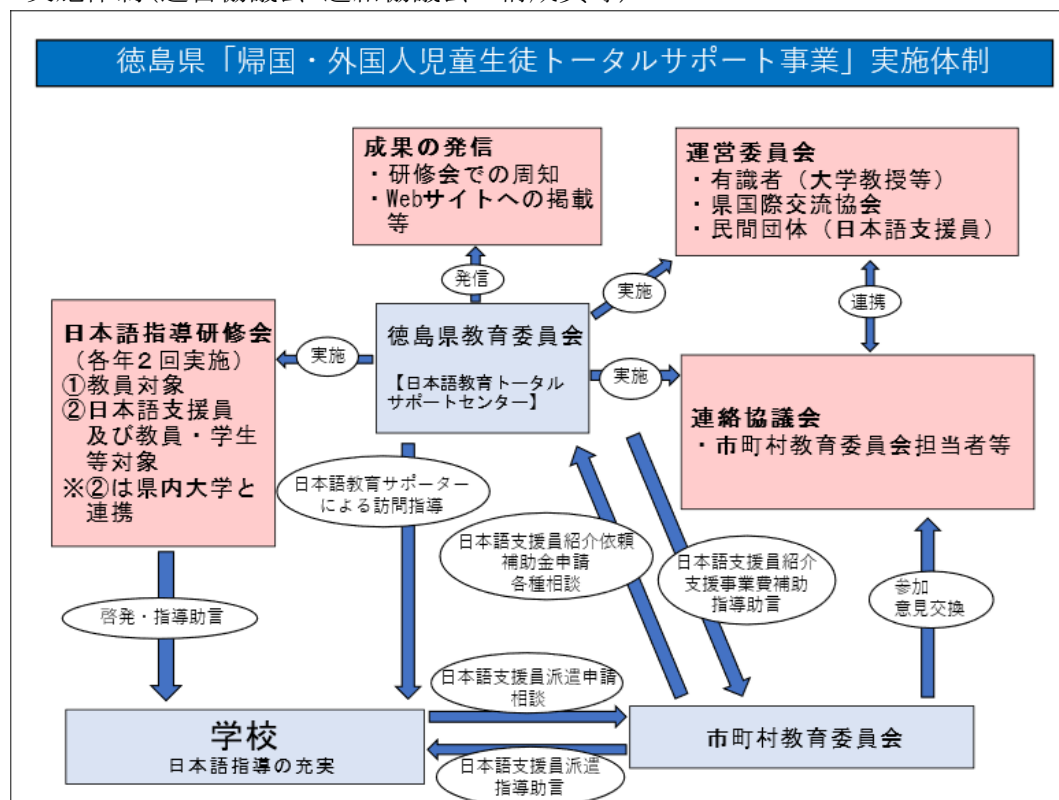 徳島県「帰国・外国人児童生徒トータルサポート事業」実施体制
成果の発信
・研修会での周知
・Webサイトへの掲載
等
運営委員会
・有識者（大学教授等）
・県国際交流協会
・民間団体（日本語支援員）
発信
実施
連携
日本語指導研修会
（各年２回実施）
①教員対象
②日本語支援員
及び教員・学生
等対象
※②は県内大学と
連携
実施
徳島県教育委員会
【日本語教育トータル
サポートセンター】
実施
連絡協議会
・市町村教育委員会担当者等
日本語教育サポーター
による訪問指導
日本語支援員紹介依頼
補助金申請
各種相談
日本語支援員紹介
支援事業費補助
指導助言
参加
意見交換
啓発・指導助言
日本語支援員派遣申請
相談
学校
日本語指導の充実
市町村教育委員会
日本語支援員派遣
指導助言